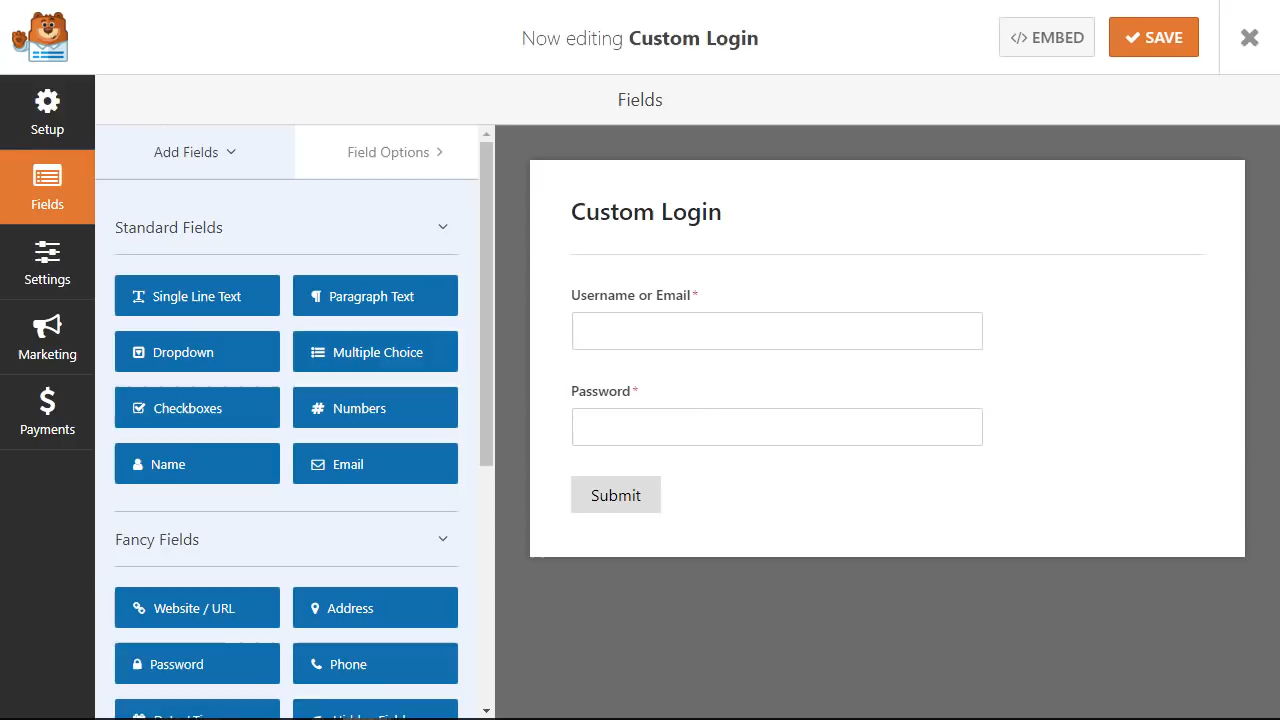 Now editing Custom Login
</> EMBED
SAVE
Setup
Fields
Settings
Marketing
Payments
Fields
Add Fields
Field Options
Standard Fields
Single Line Text
Paragraph Text
Dropdown
Multiple Choice
Checkboxes
Numbers
Name
Email
Fancy Fields
Website / URL
Address
Password
Phone
Custom Login
Username or Email*
Password*
Submit